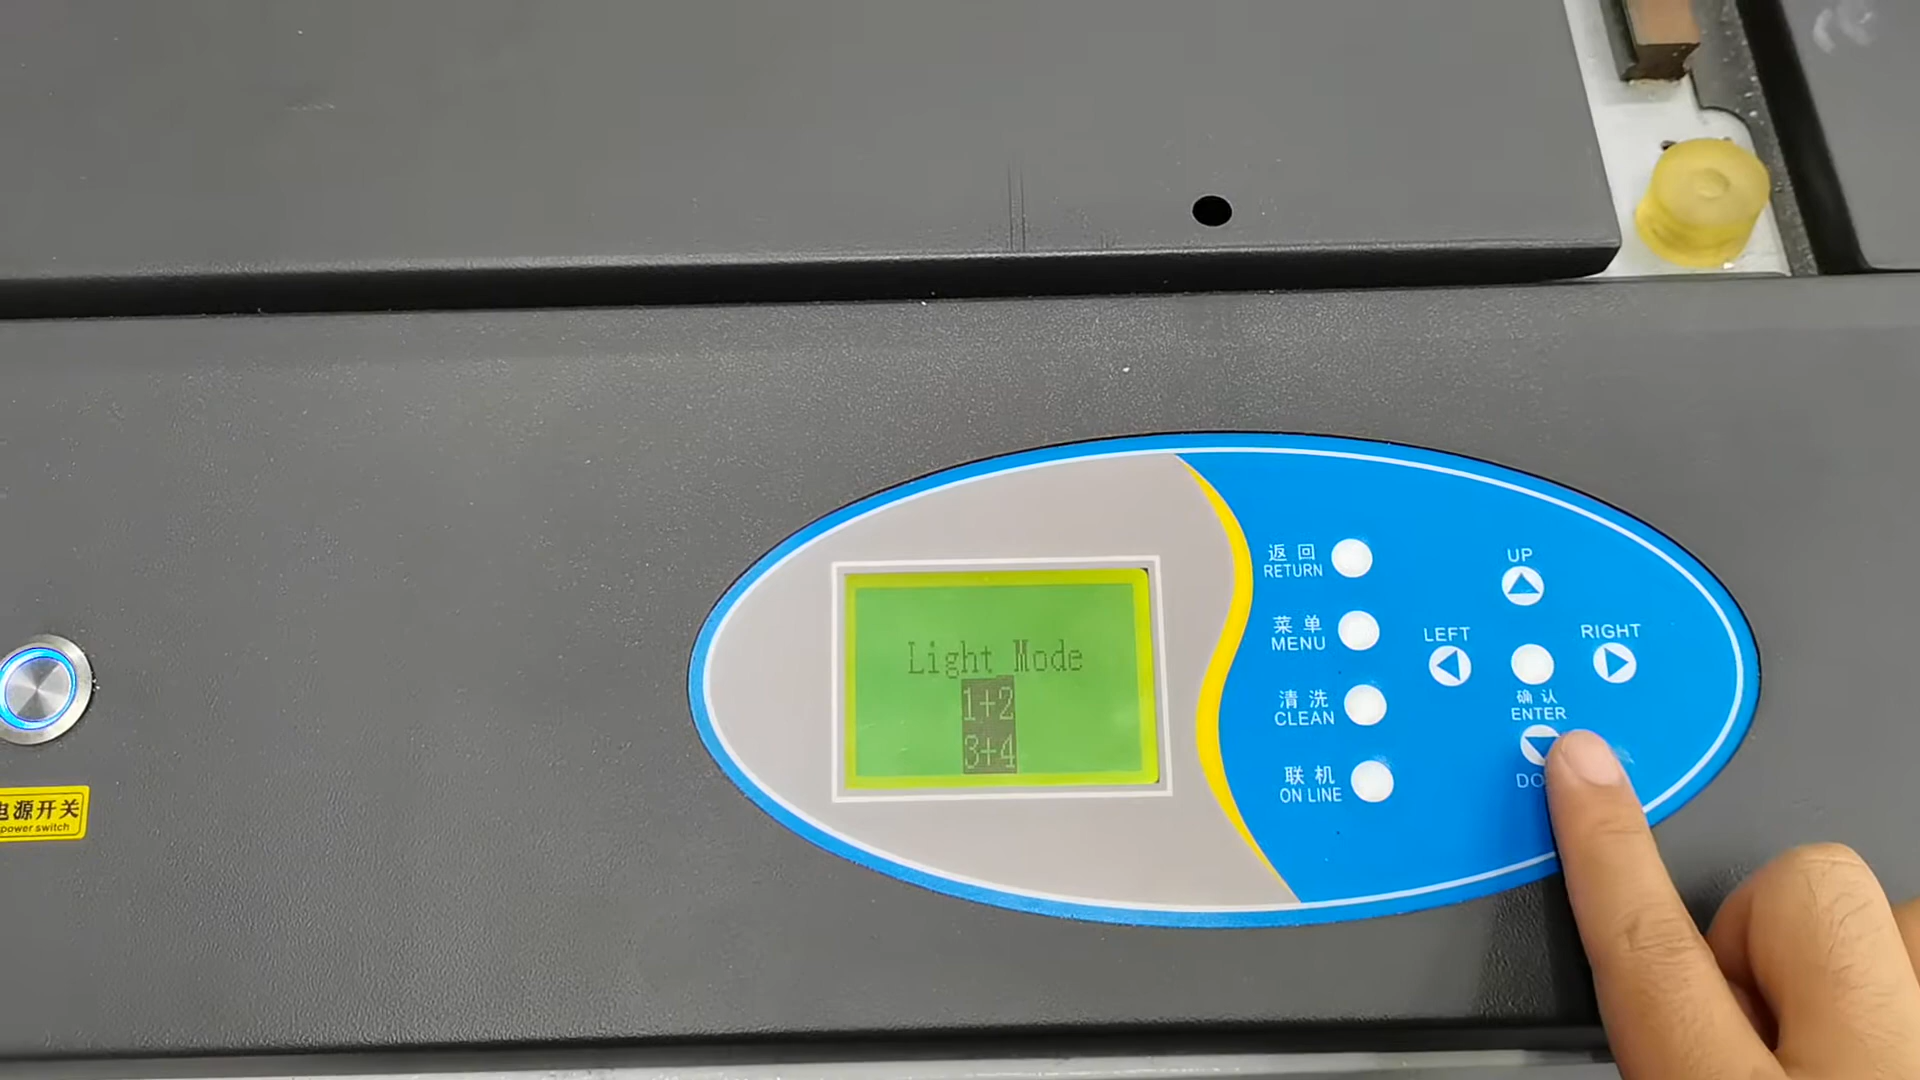 Light Mode
1+2
3+4
返回
RETURN
菜单
MENU
清洗
CLEAN
联机
ON LINE
UP
LEFT
RIGHT
确认
ENTER
电源开关
power switch